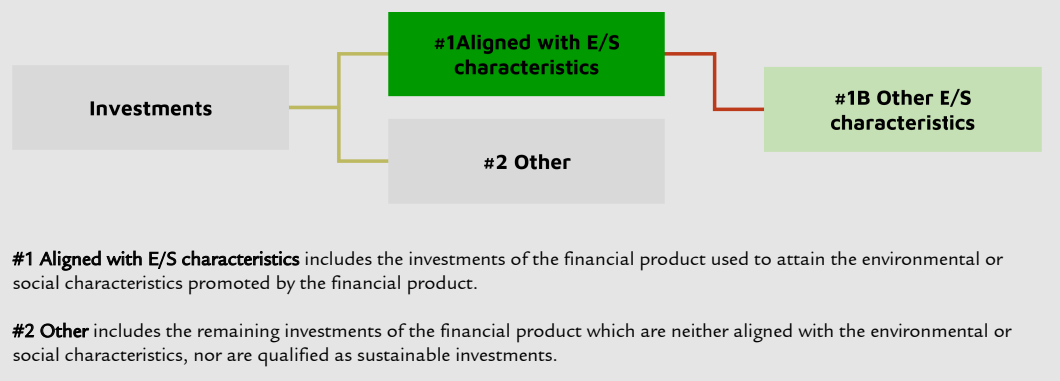 #1Aligned with E/S
characteristics
Investments
#1B Other E/S
characteristics
#2 Other
#1 Aligned with E/S characteristics includes the investments of the financial product used to attain the environmental or
social characteristics promoted by the financial product.
#2 Other includes the remaining investments of the financial product which are neither aligned with the environmental or
social characteristics, nor are qualified as sustainable investments.